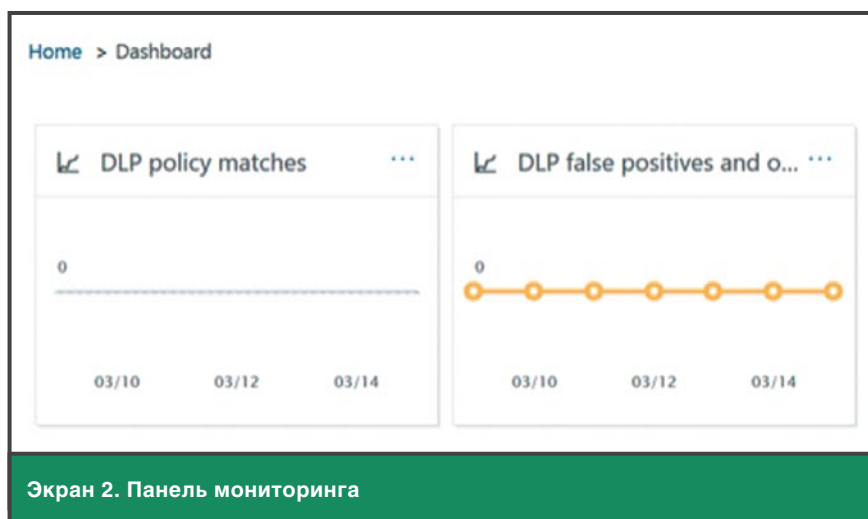 Home > Dashboard
DLP policy matches ...
0
03/10 03/12 03/14
DLP false positives and o... ...
0
03/10 03/12 03/14
Экран 2. Панель мониторинга